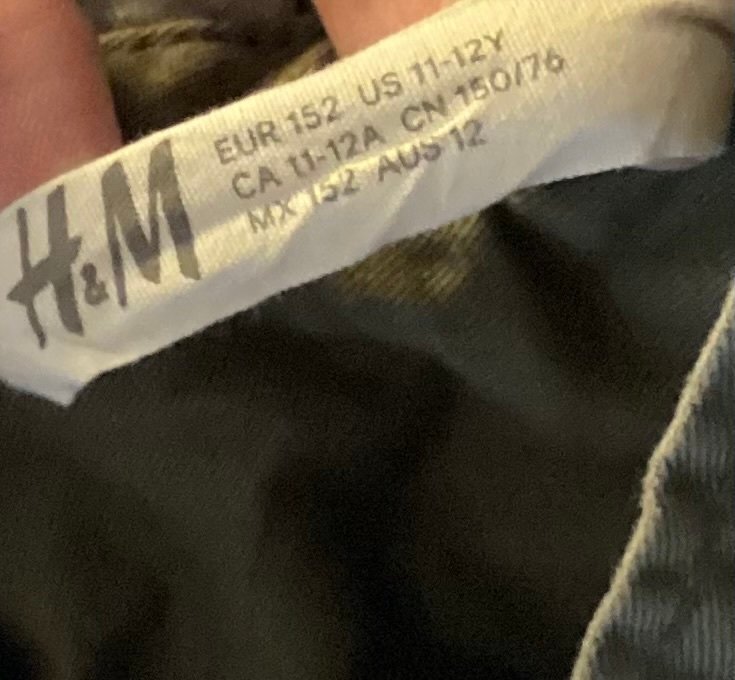 H&M
EUR 152 US 11-12Y
CA 11-12A CN 150/76
MX 152 AUS 12